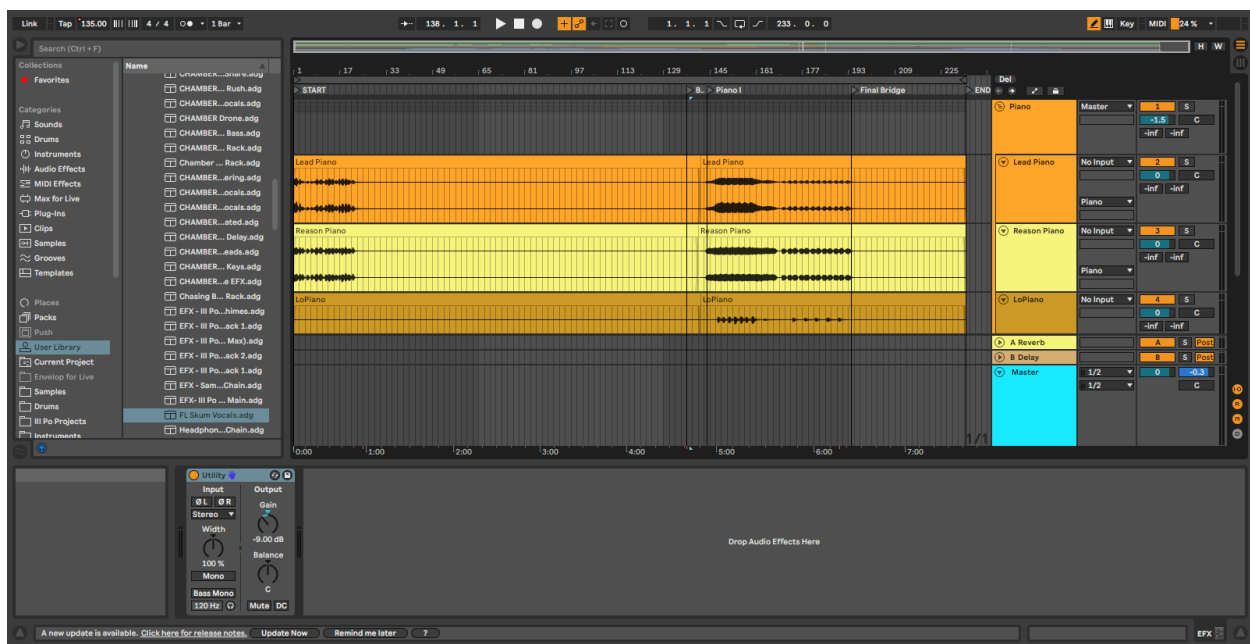 Link Tap 135.00 4 / 4 1 Bar 138. 1. 1 1. 1. 1 233. 0. 0 Key MIDI 24 %
Search (Ctrl + F)
H W
Collections
Favorites
Categories
Sounds
Drums
Instruments
Audio Effects
MIDI Effects
Max for Live
Plug-Ins
Clips
Samples
Grooves
Templates
Places
Packs
Push
User Library
Current Project
Envelop for Live
Samples
Drums
III Po Projects
Instruments
Name
CHAMBER...Snare.adg
CHAMBER... Rush.adg
CHAMBER...ocals.adg
CHAMBER Drone.adg
CHAMBER... Bass.adg
CHAMBER... Rack.adg
Chamber ... Rack.adg
CHAMBER...ering.adg
CHAMBER...ocals.adg
CHAMBER...ocals.adg
CHAMBER...ated.adg
CHAMBER... Delay.adg
CHAMBER...eads.adg
CHAMBER... Keys.adg
CHAMBER...e EFX.adg
Chasing B... Rack.adg
EFX - III Po...himes.adg
EFX - III Po...ack 1.adg
EFX - III Po... Max).adg
EFX - III Po...ack 2.adg
EFX - III Po...ack 1.adg
EFX - Sam...Chain.adg
EFX- III Po ... Main.adg
FL Skum Vocals.adg
Headphon...Chain.adg
1 17 33 49 65 81 97 113 129 145 161 177 193 209 225
START B.. Piano I Final Bridge END
Del
Lead Piano Lead Piano
Reason Piano Reason Piano
LoPiano LoPiano
1/1
0:00 1:00 2:00 3:00 4:00 5:00 6:00 7:00
Piano Master 1 S
-1.5 C
-inf -inf
Lead Piano No Input 2 S
0 C
-inf -inf
Piano
Reason Piano No Input 3 S
0 C
-inf -inf
Piano
LoPiano No Input 4 S
0 C
-inf -inf
A Reverb A S Post
B Delay B S Post
Master 1/2 0 -0.3
1/2 C
IO
R
M
D
Utility
Input Output
Ø L Ø R Gain
Stereo
Width -9.00 dB
Balance
100 %
Mono
C
Bass Mono
120 Hz Mute DC
Drop Audio Effects Here
A new update is available. Click here for release notes. Update Now Remind me later ?
EFX